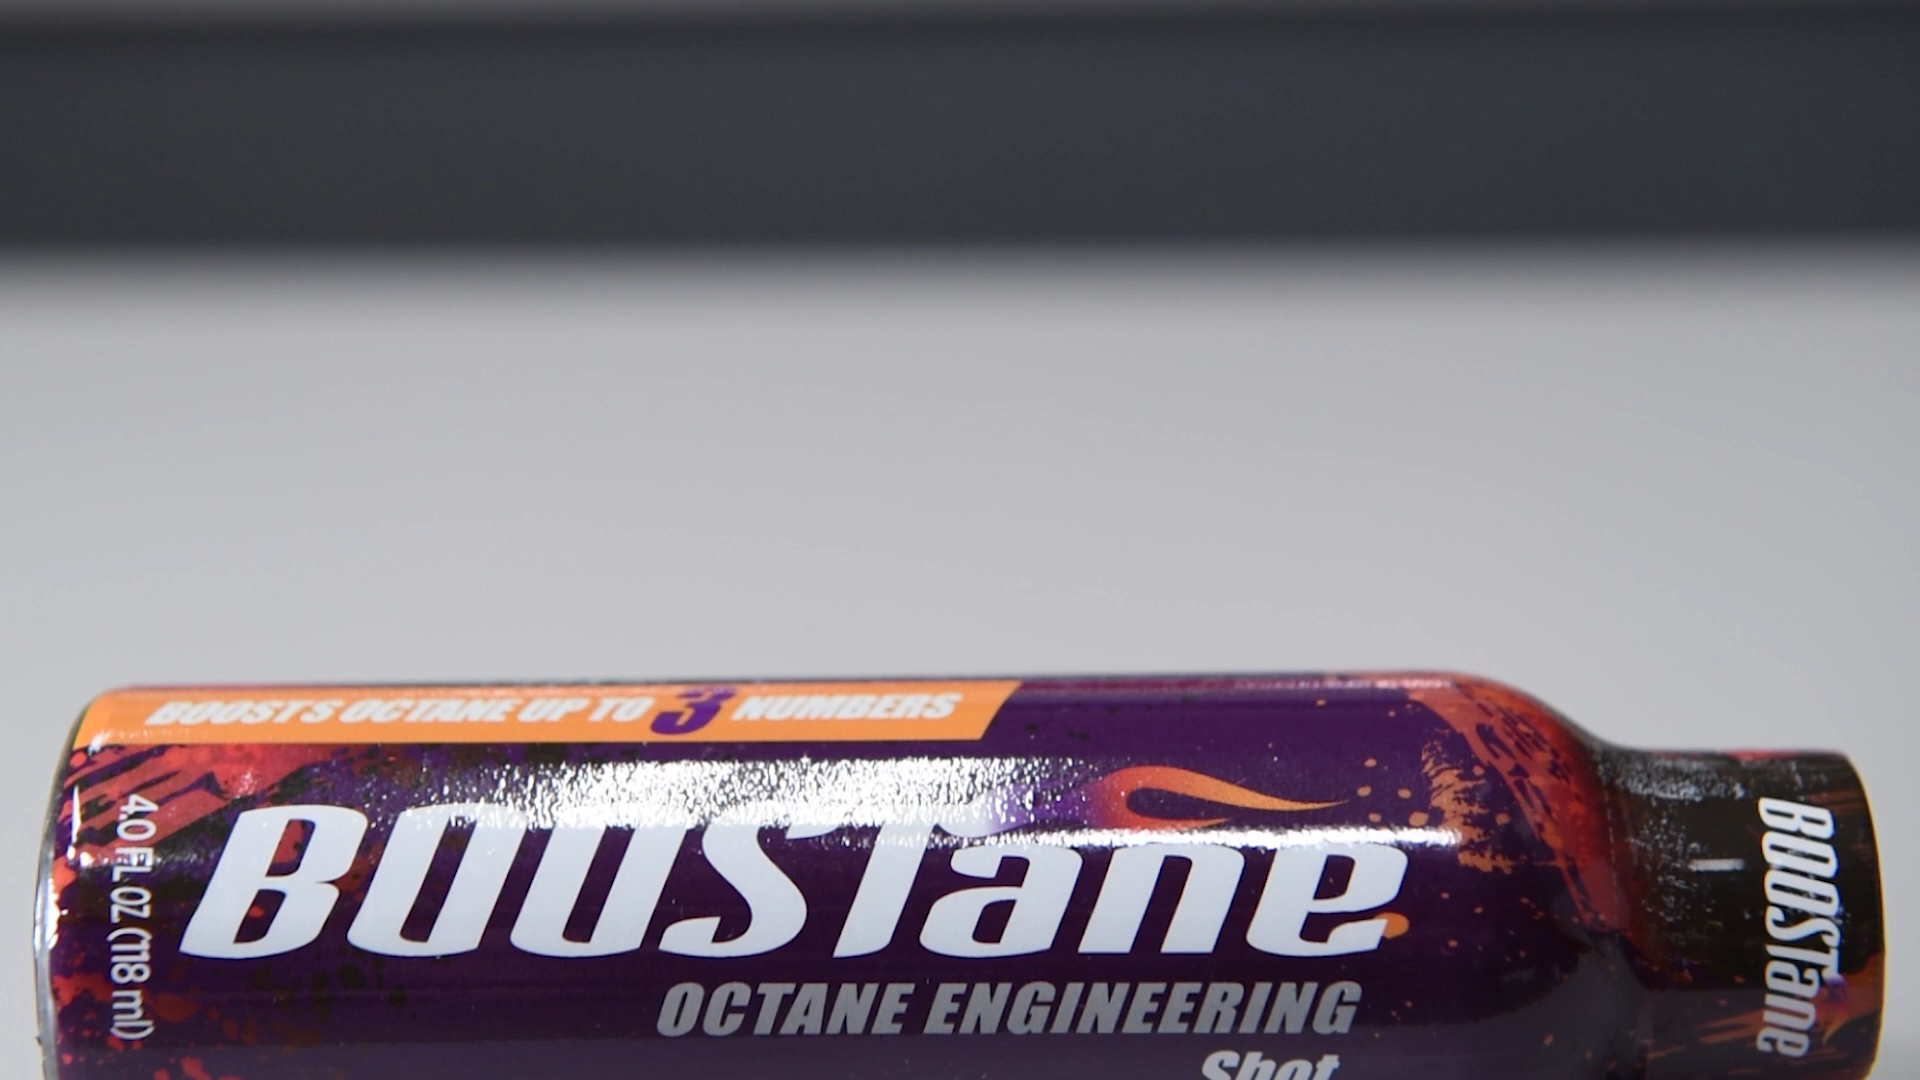 BOOSTS OCTANE UP TO 3 NUMBERS
4.0 FL OZ (118 ml)
BOOSTane
OCTANE ENGINEERING
Shot
BOOSTane